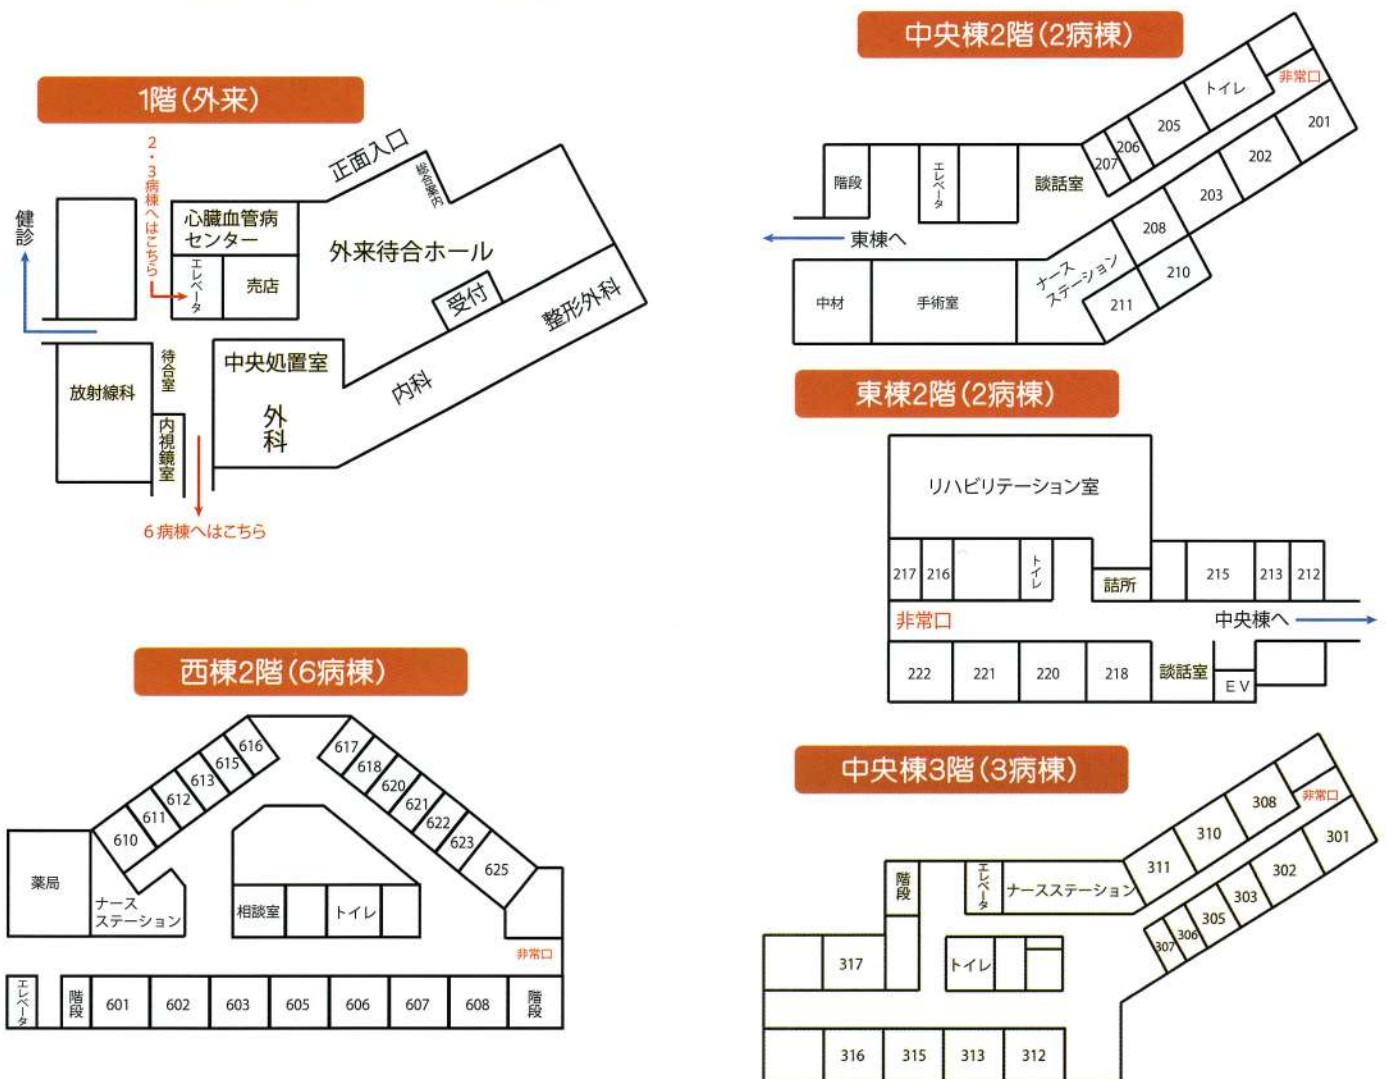 1階(外来)
2・3病棟へはこちら
正面入口
総合案内
健診
心臓血管病
センター
エレベータ
売店
外来待合ホール
受付
整形外科
内科
中央処置室
外科
待合室
放射線科
内視鏡室
6病棟へはこちら
中央棟2階(2病棟)
非常口
トイレ
201
205
202
206
207
203
階段
エレベータ
談話室
208
東棟へ
ナース
ステーション
210
211
中材
手術室
東棟2階(2病棟)
リハビリテーション室
217
216
トイレ
詰所
215
213
212
非常口
中央棟へ
222
221
220
218
談話室
EV
西棟2階(6病棟)
616
615
613
612
611
610
617
618
620
621
622
623
625
薬局
ナース
ステーション
相談室
トイレ
非常口
エレベータ
階段
601
602
603
605
606
607
608
階段
中央棟3階(3病棟)
非常口
308
310
311
301
302
303
305
306
307
階段
エレベータ
ナースステーション
317
トイレ
316
315
313
312